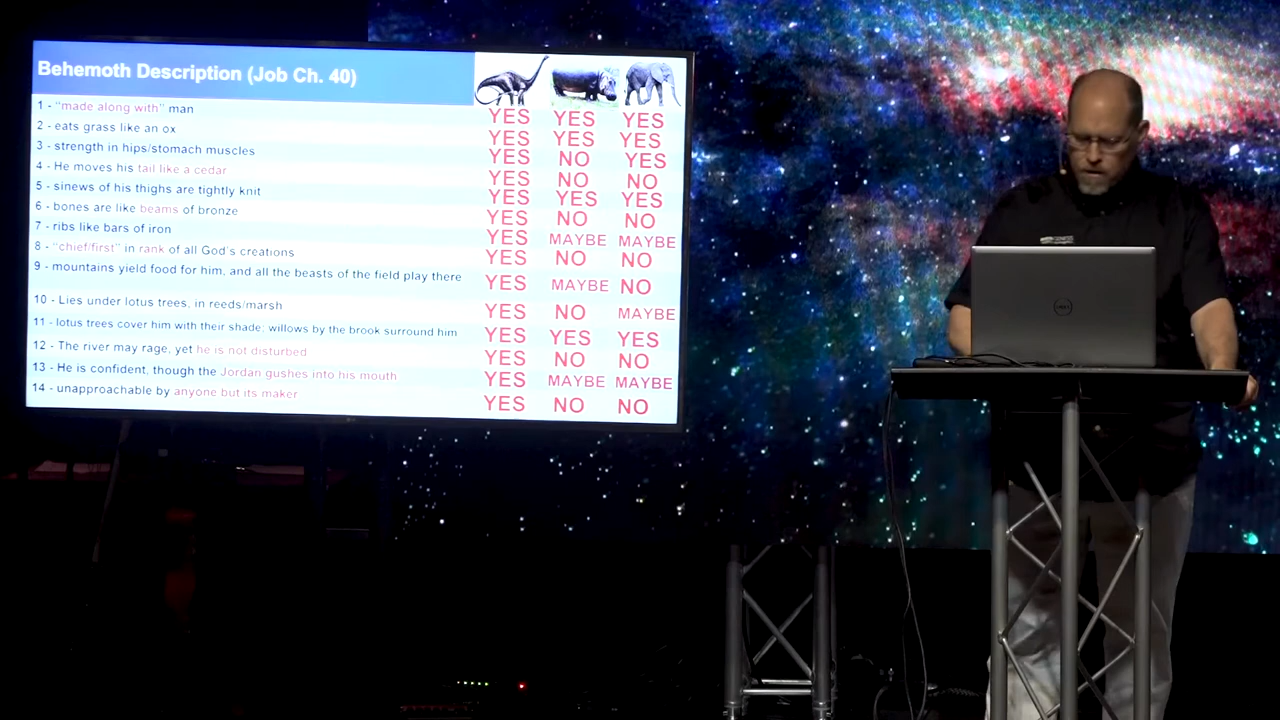 Behemoth Description (Job Ch. 40)
1 - "made along with" man YES YES YES
2 - eats grass like an ox YES YES YES
3 - strength in hips/stomach muscles YES NO YES
4 - He moves his tail like a cedar YES NO NO
5 - sinews of his thighs are tightly knit YES YES YES
6 - bones are like beams of bronze YES NO NO
7 - ribs like bars of iron YES MAYBE MAYBE
8 - "chief/first" in rank of all God's creations YES NO NO
9 - mountains yield food for him, and all the beasts of the field play there YES MAYBE NO
10 - Lies under lotus trees, in reeds/marsh YES NO MAYBE
11 - lotus trees cover him with their shade; willows by the brook surround him YES YES YES
12 - The river may rage, yet he is not disturbed YES NO NO
13 - He is confident, though the Jordan gushes into his mouth YES MAYBE MAYBE
14 - unapproachable by anyone but its maker YES NO NO
DELL